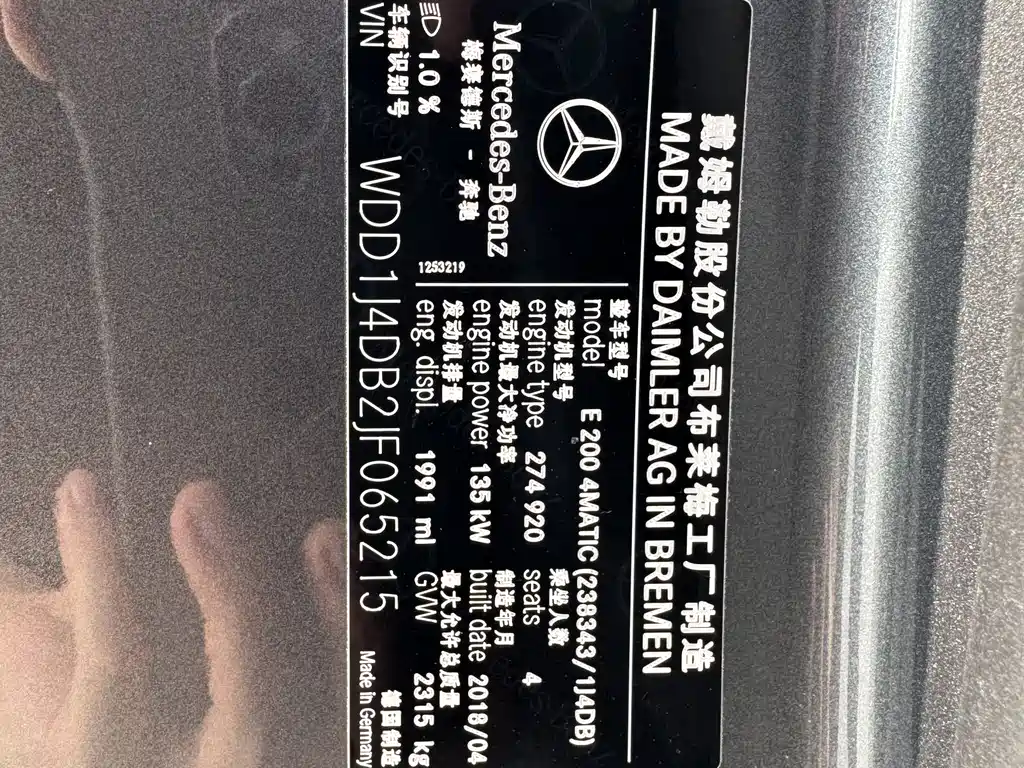 戴姆勒股份公司布莱梅工厂制造
MADE BY DAIMLER AG IN BREMEN
Mercedes-Benz
梅赛德斯 - 奔驰
1.0 %
1253219
整车型号
model E 200 4MATIC (238343/1J4DB)
发动机型号 乘坐人数
engine type 274 920 seats 4
发动机最大净功率 制造年月
engine power 135 kW built date 2018/04
发动机排量 最大允许总质量
eng. displ. 1991 ml GVW 2315 kg
车辆识别号 德国制造
VIN WDD1J4DB2JF065215 Made in Germany